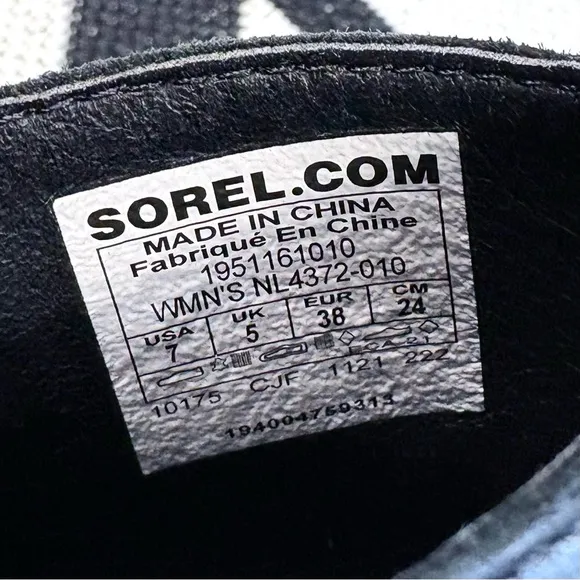 SOREL.COM
MADE IN CHINA
Fabriqué En Chine
1951161010
WMN'S NL4372-010
USA UK EUR CM
7 5 38 24
10175 CJF 1121 222
194004759313